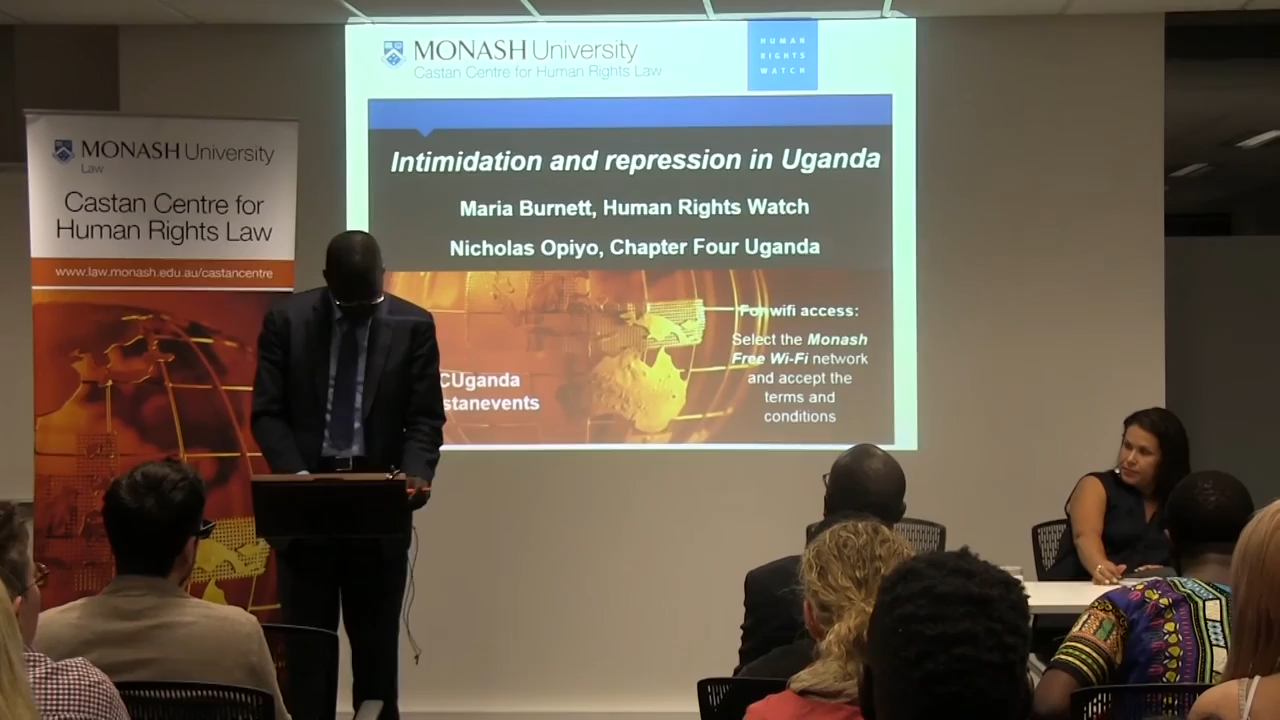 MONASH University
Law
Castan Centre for
Human Rights Law
www.law.monash.edu.au/castancentre
MONASH University
Castan Centre for Human Rights Law
HUMAN
RIGHTS
WATCH
Intimidation and repression in Uganda
Maria Burnett, Human Rights Watch
Nicholas Opiyo, Chapter Four Uganda
CUganda
stanevents
For wifi access:
Select the Monash
Free Wi-Fi network
and accept the
terms and
conditions